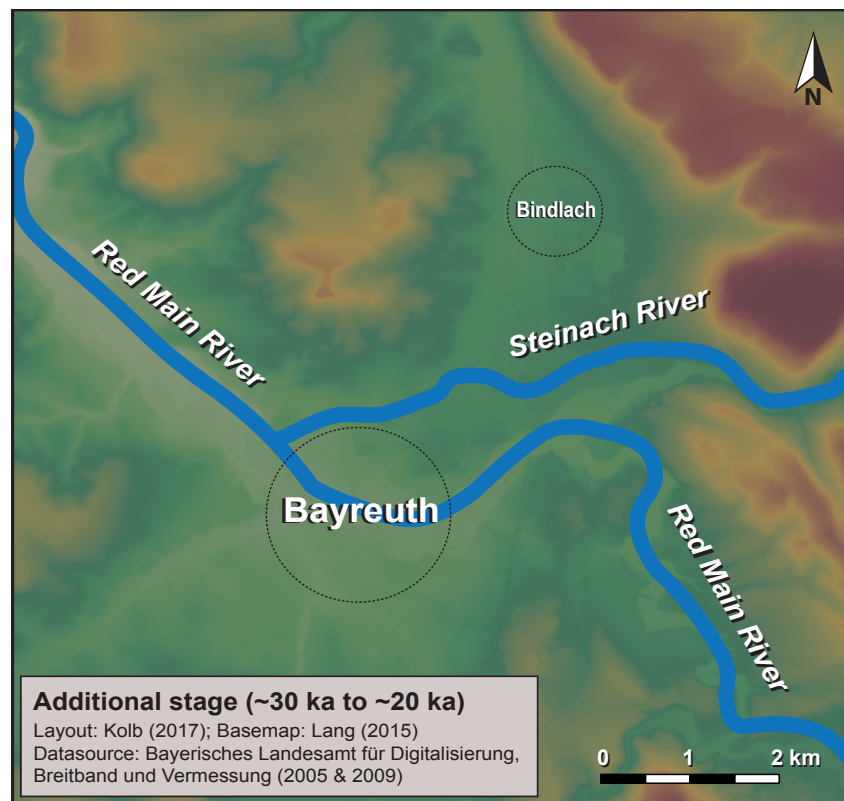 N
Bindlach
Red Main River
Steinach River
Bayreuth
Red Main River
Additional stage (~30 ka to ~20 ka)
Layout: Kolb (2017); Basemap: Lang (2015)
Datasource: Bayerisches Landesamt für Digitalisierung,
Breitband und Vermessung (2005 & 2009)
0 1 2 km